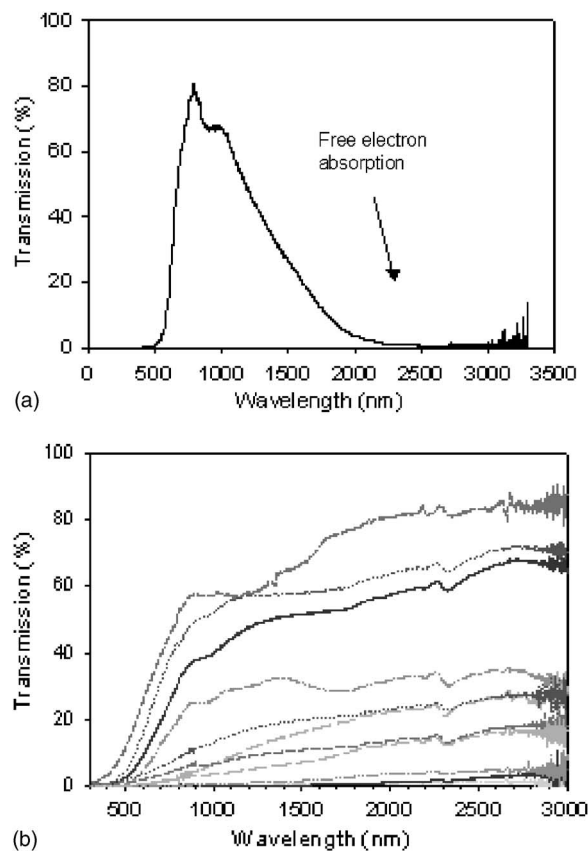 100
80
60
40
20
0
Transmission (%)
Free electron
absorption
0 500 1000 1500 2000 2500 3000 3500
Wavelength (nm)
(a)
100
80
60
40
20
0
Transmission (%)
500 1000 1500 2000 2500 3000
Wavelength (nm)
(b)